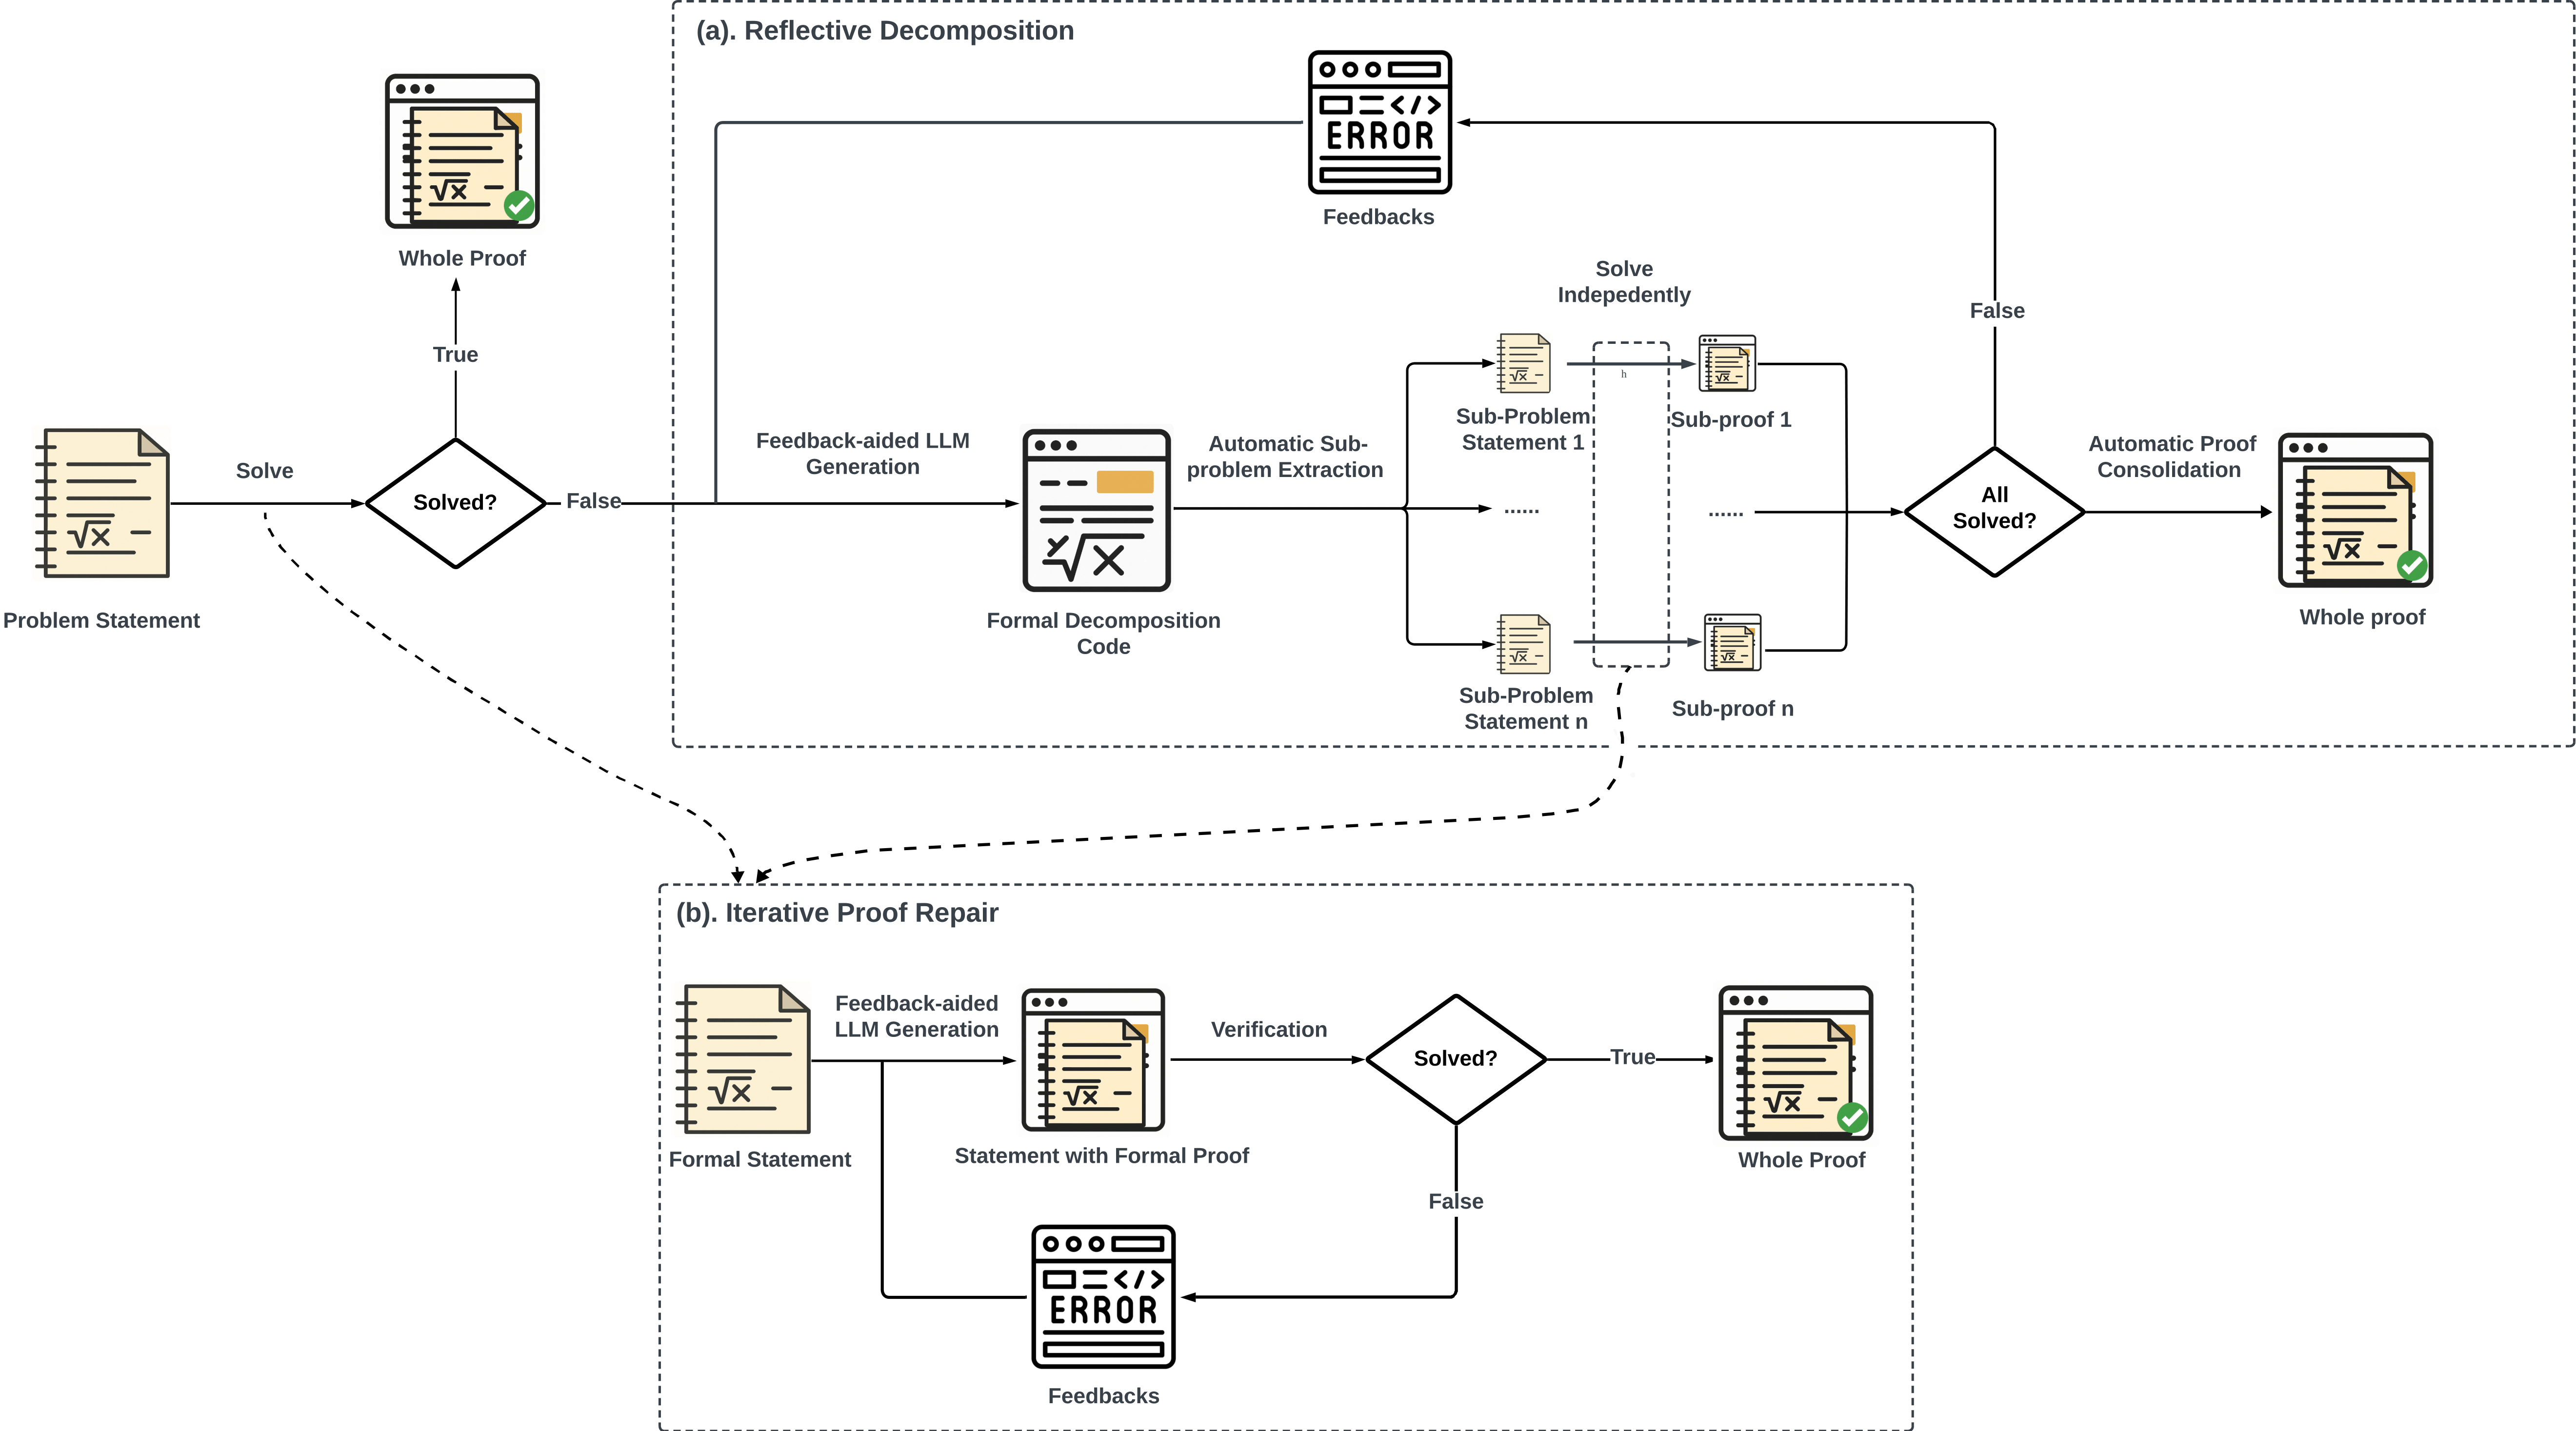 (a). Reflective Decomposition
ERROR
Feedbacks
Whole Proof
True
Solve
Indepedently
False
h
Problem Statement
Solve
Solved?
False
Feedback-aided LLM
Generation
Formal Decomposition
Code
Automatic Sub-
problem Extraction
Sub-Problem
Statement 1
Sub-proof 1
......
......
Sub-Problem
Statement n
Sub-proof n
All
Solved?
Automatic Proof
Consolidation
Whole proof
(b). Iterative Proof Repair
Formal Statement
Feedback-aided
LLM Generation
Statement with Formal Proof
Verification
Solved?
True
Whole Proof
False
ERROR
Feedbacks